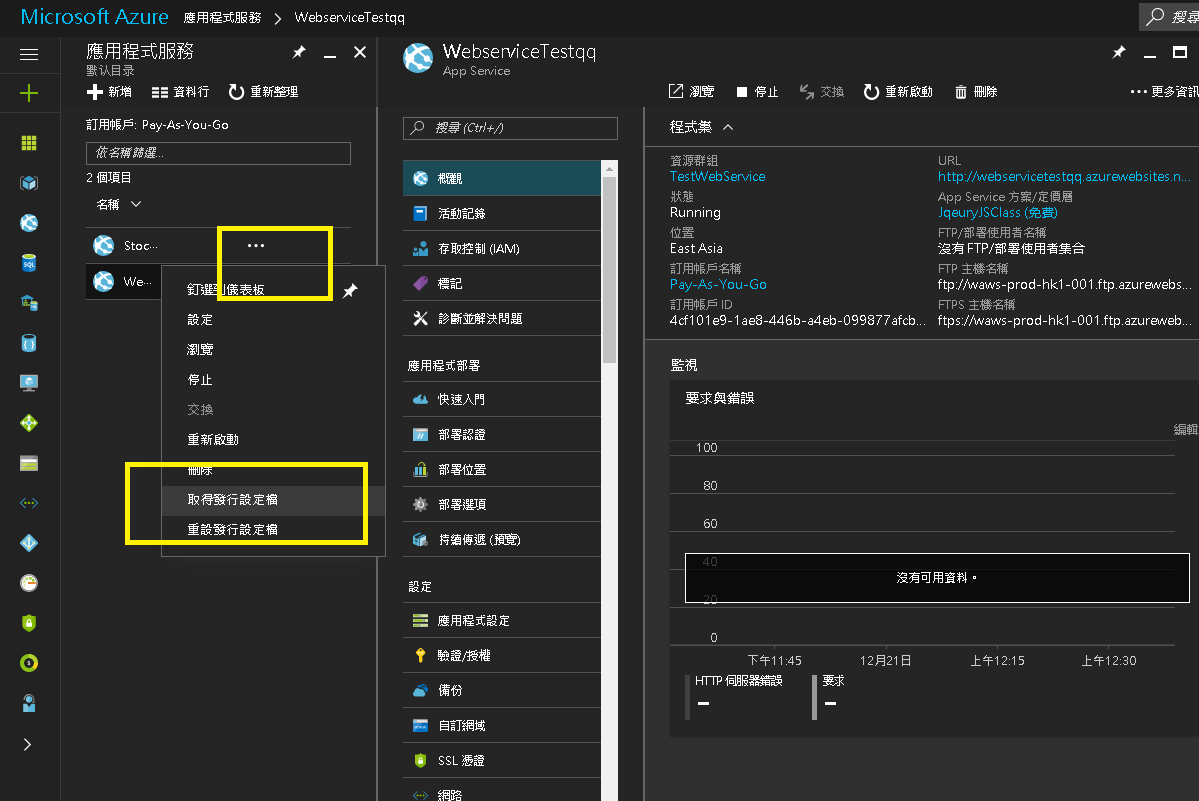 Microsoft Azure 應用程式服務 > WebserviceTestqq
搜尋
應用程式服務
默认目录
新增 資料行 重新整理
訂用帳戶: Pay-As-You-Go
依名稱篩選...
2 個項目
名稱
Stoc...
We...
釘選到儀表板
設定
瀏覽
停止
交換
重新啟動
刪除
取得發行設定檔
重設發行設定檔
WebserviceTestqq
App Service
搜尋 (Ctrl+/)
概觀
活動記錄
存取控制 (IAM)
標記
診斷並解決問題
應用程式部署
快速入門
部署認證
部署位置
部署選項
持續傳遞 (預覽)
設定
應用程式設定
驗證/授權
備份
自訂網域
SSL 憑證
網路
瀏覽 停止 交換 重新啟動 刪除 更多資訊
程式集
資源群組
TestWebService
狀態
Running
位置
East Asia
訂用帳戶名稱
Pay-As-You-Go
訂用帳戶 ID
4cf101e9-1ae8-446b-a4eb-099877afcb...
URL
http://webservicetestqq.azurewebsites.n...
App Service 方案/定價層
JqeuryJSClass (免費)
FTP/部署使用者名稱
沒有 FTP/部署使用者集合
FTP 主機名稱
ftp://waws-prod-hk1-001.ftp.azurewebs...
FTPS 主機名稱
ftps://waws-prod-hk1-001.ftp.azureweb...
監視
要求與錯誤
編輯
100
80
60
40
沒有可用資料。
20
0
下午11:45 12月21日 上午12:15 上午12:30
HTTP 伺服器錯誤 要求
-- --